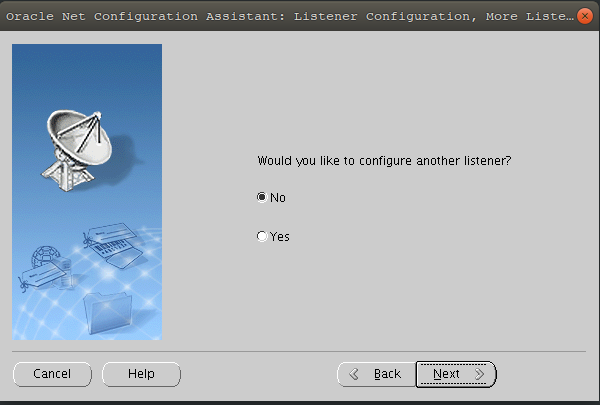 Oracle Net Configuration Assistant: Listener Configuration, More Liste...
Would you like to configure another listener?
No
Yes
Cancel
Help
Back
Next